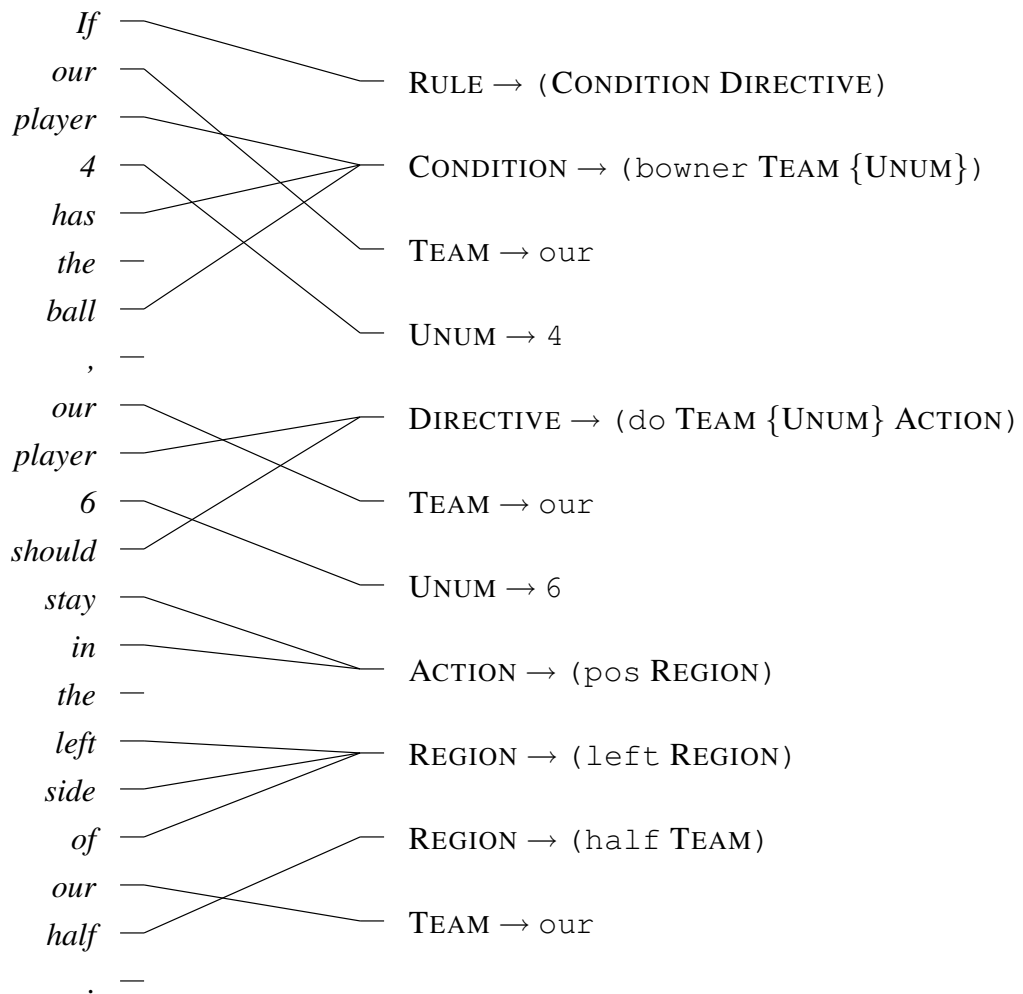 If
our
player
4
has
the
ball
,
our
player
6
should
stay
in
the
left
side
of
our
half
.
RULE → (CONDITION DIRECTIVE)
CONDITION → (bowner TEAM {UNUM})
TEAM → our
UNUM → 4
DIRECTIVE → (do TEAM {UNUM} ACTION)
TEAM → our
UNUM → 6
ACTION → (pos REGION)
REGION → (left REGION)
REGION → (half TEAM)
TEAM → our